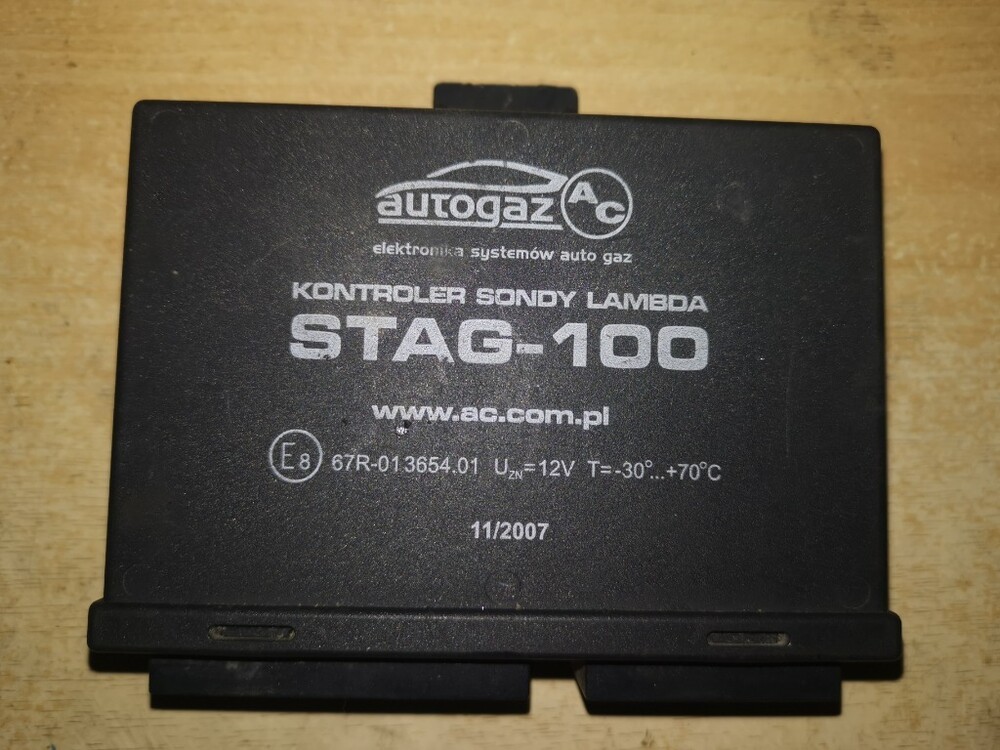 autogaz AC
elektronika systemów auto gaz
KONTROLER SONDY LAMBDA
STAG-100
www.ac.com.pl
E8 67R-013654.01 UZN=12V T=-30°...+70°C
11/2007